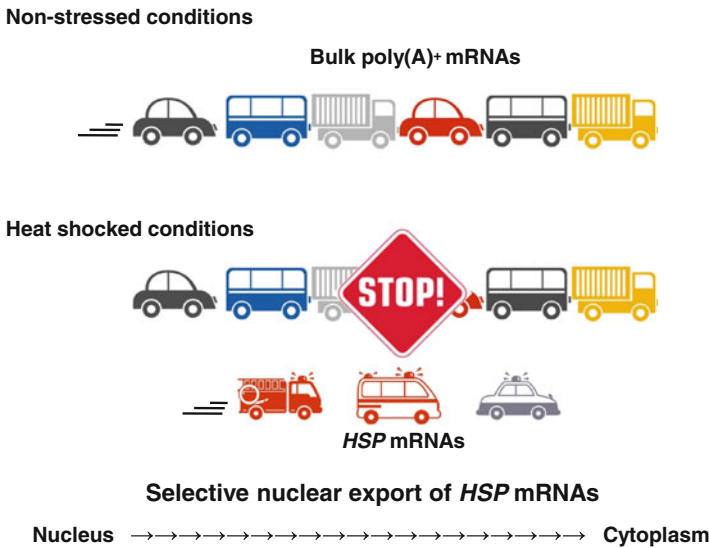 Non-stressed conditions
Bulk poly(A)+ mRNAs
Heat shocked conditions
STOP!
HSP mRNAs
Selective nuclear export of HSP mRNAs
Nucleus →→→→→→→→→→→→→→→→→→→ Cytoplasm